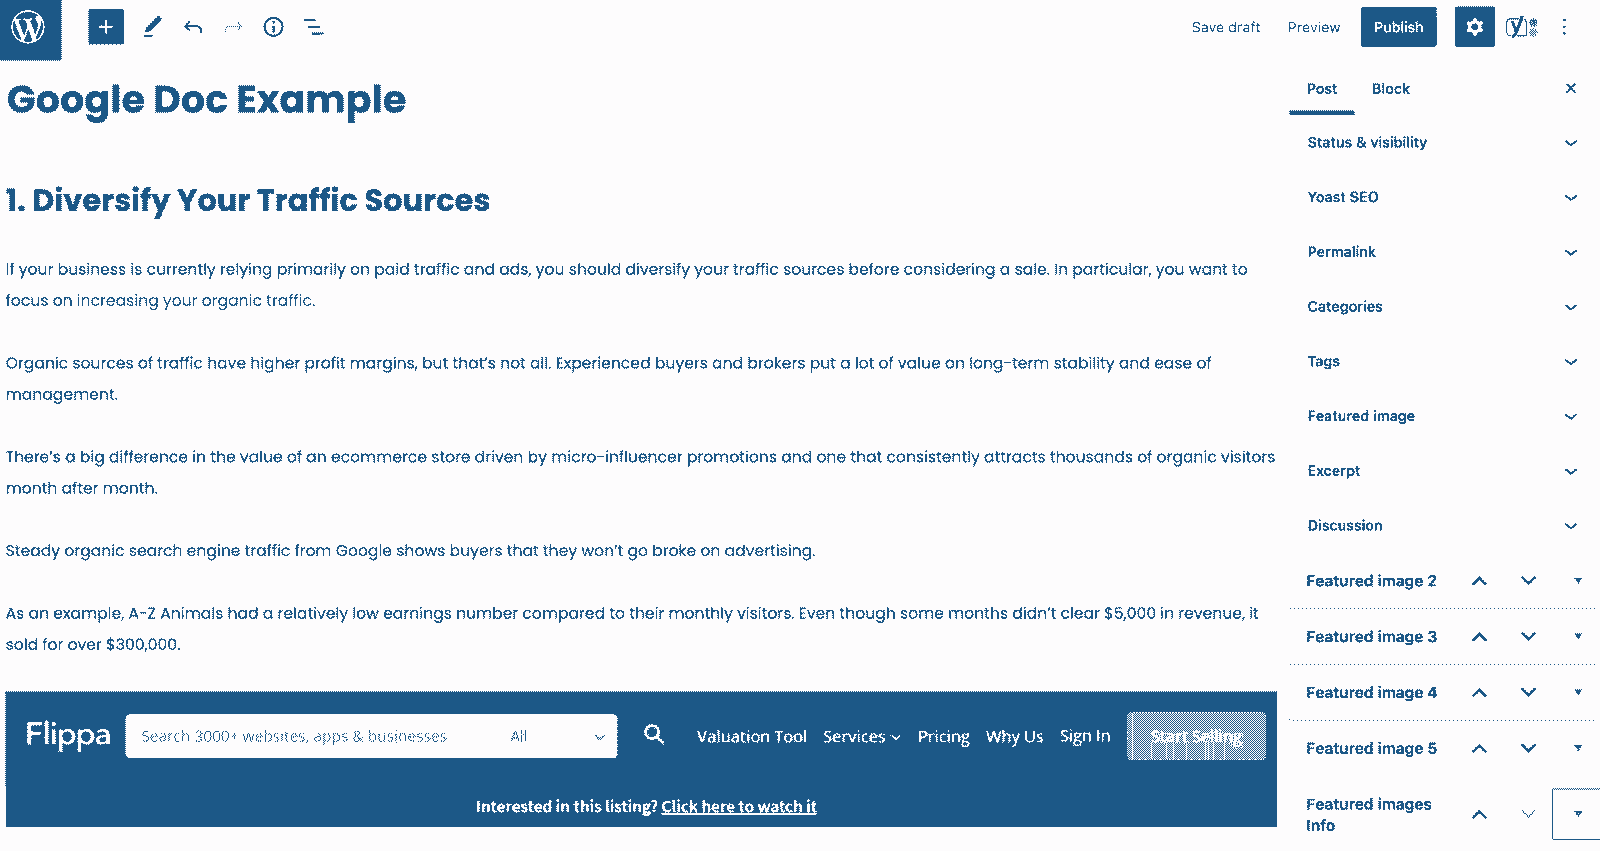 Save draft Preview Publish
Google Doc Example
1. Diversify Your Traffic Sources
If your business is currently relying primarily on paid traffic and ads, you should diversify your traffic sources before considering a sale. In particular, you want to
focus on increasing your organic traffic.
Organic sources of traffic have higher profit margins, but that's not all. Experienced buyers and brokers put a lot of value on long-term stability and ease of
management.
There's a big difference in the value of an ecommerce store driven by micro-influencer promotions and one that consistently attracts thousands of organic visitors
month after month.
Steady organic search engine traffic from Google shows buyers that they won't go broke on advertising.
As an example, A-Z Animals had a relatively low earnings number compared to their monthly visitors. Even though some months didn't clear $5,000 in revenue, it
sold for over $300,000.
Flippa Search 3000+ websites, apps & businesses All Valuation Tool Services Pricing Why Us Sign In Start Selling
Interested in this listing? Click here to watch it
Post Block
Status & visibility
Yoast SEO
Permalink
Categories
Tags
Featured image
Excerpt
Discussion
Featured image 2
Featured image 3
Featured image 4
Featured image 5
Featured images
Info